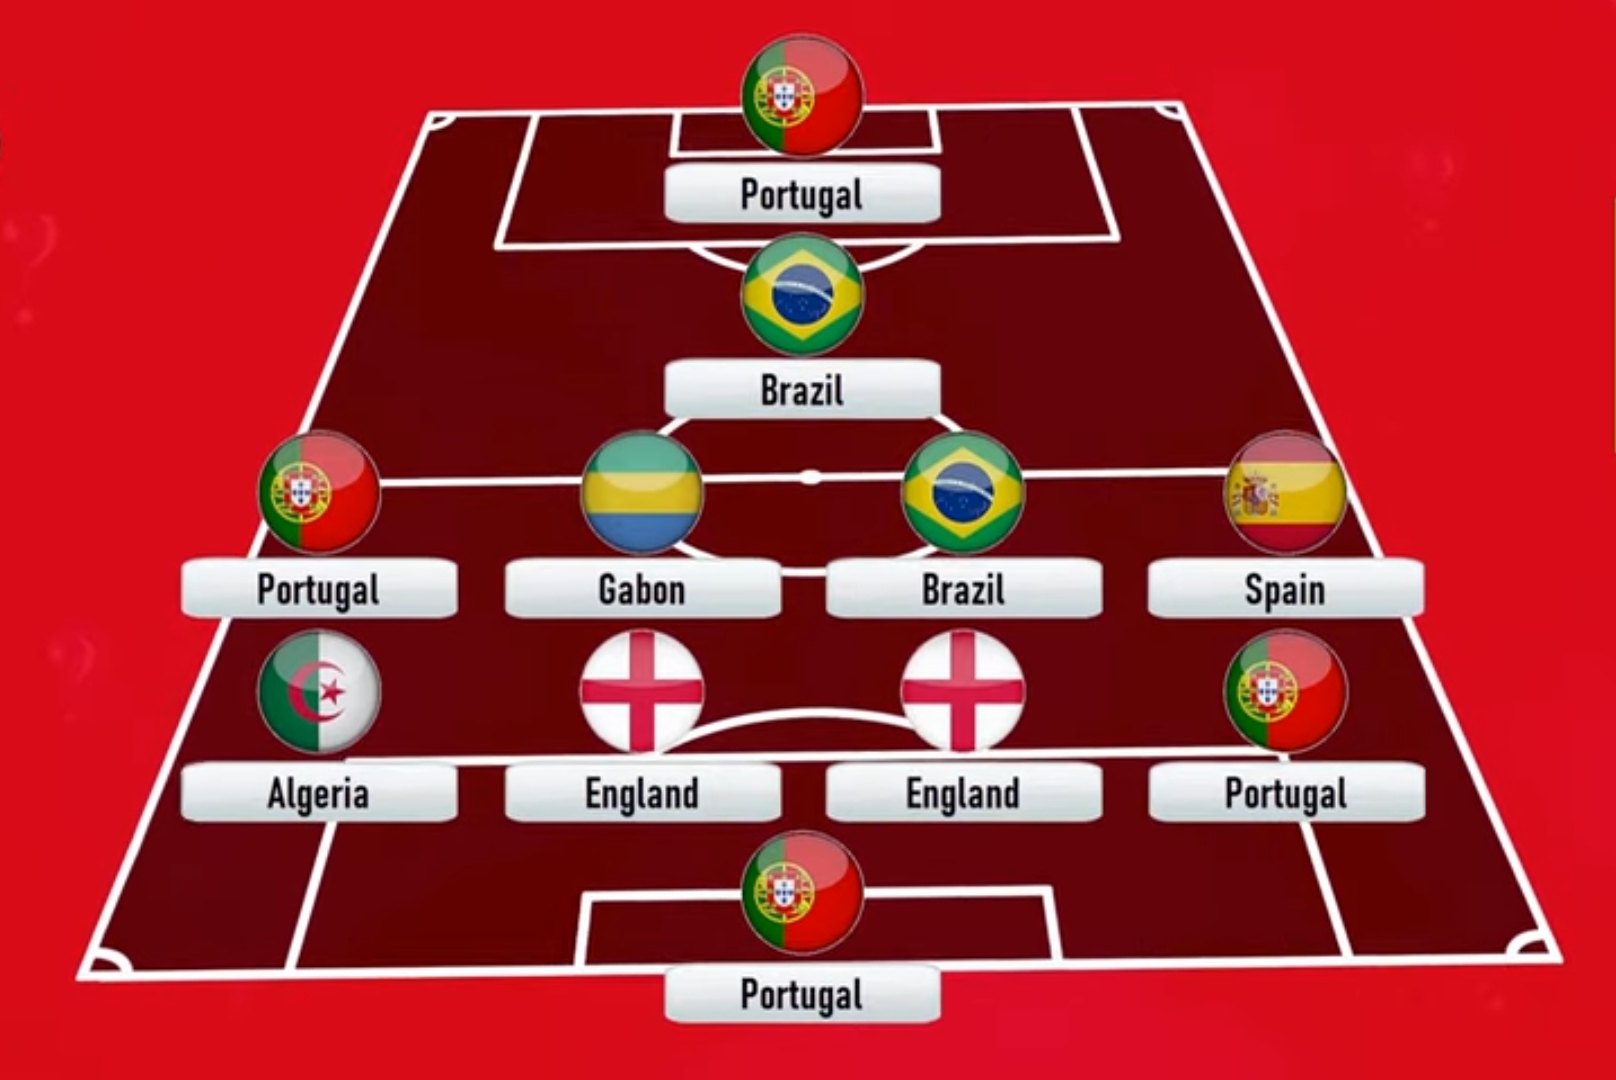 Portugal
Brazil
Portugal
Gabon
Brazil
Spain
Algeria
England
England
Portugal
Portugal